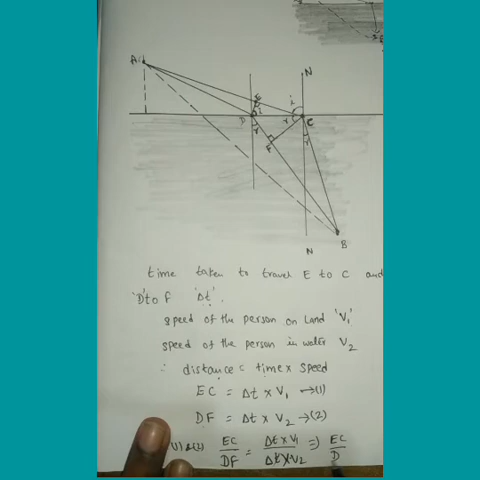 A
N
E
i
i
D
r
r
C
F
r
B
N
time taken to travel E to C and
'D' to F 'Δt'.
speed of the person on land 'V₁'
speed of the person in water V₂
∴ distance = time × speed
EC = Δt × V₁ →(1)
DF = Δt × V₂ →(2)
(1) & (2) EC/DF = Δt × V₁/Δt × V₂ ⇒ EC/D